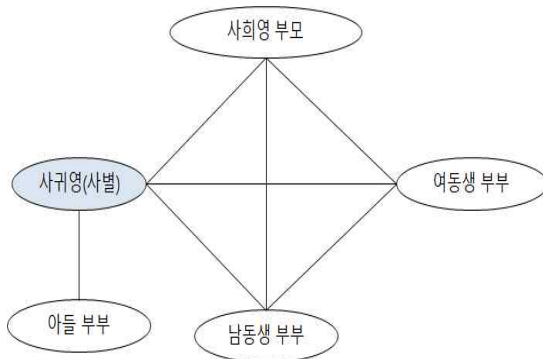 사희영 부모
사귀영(사별)
여동생 부부
아들 부부
남동생 부부